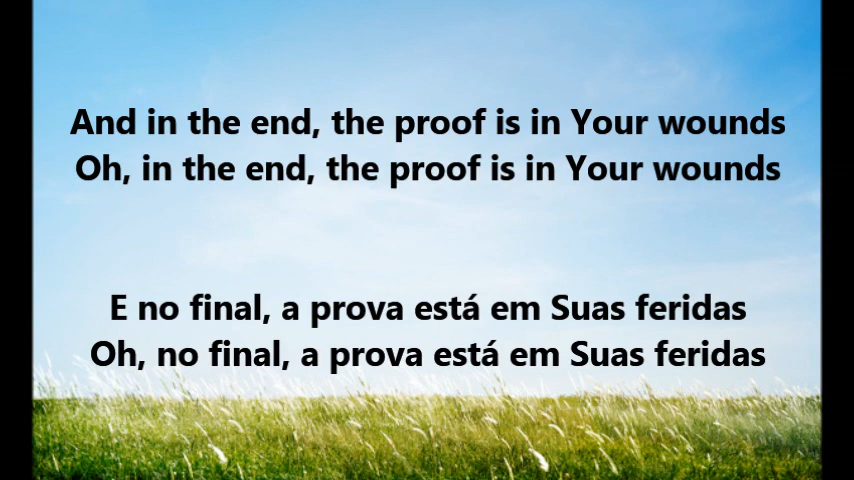 And in the end, the proof is in Your wounds
Oh, in the end, the proof is in Your wounds
E no final, a prova está em Suas feridas
Oh, no final, a prova está em Suas feridas